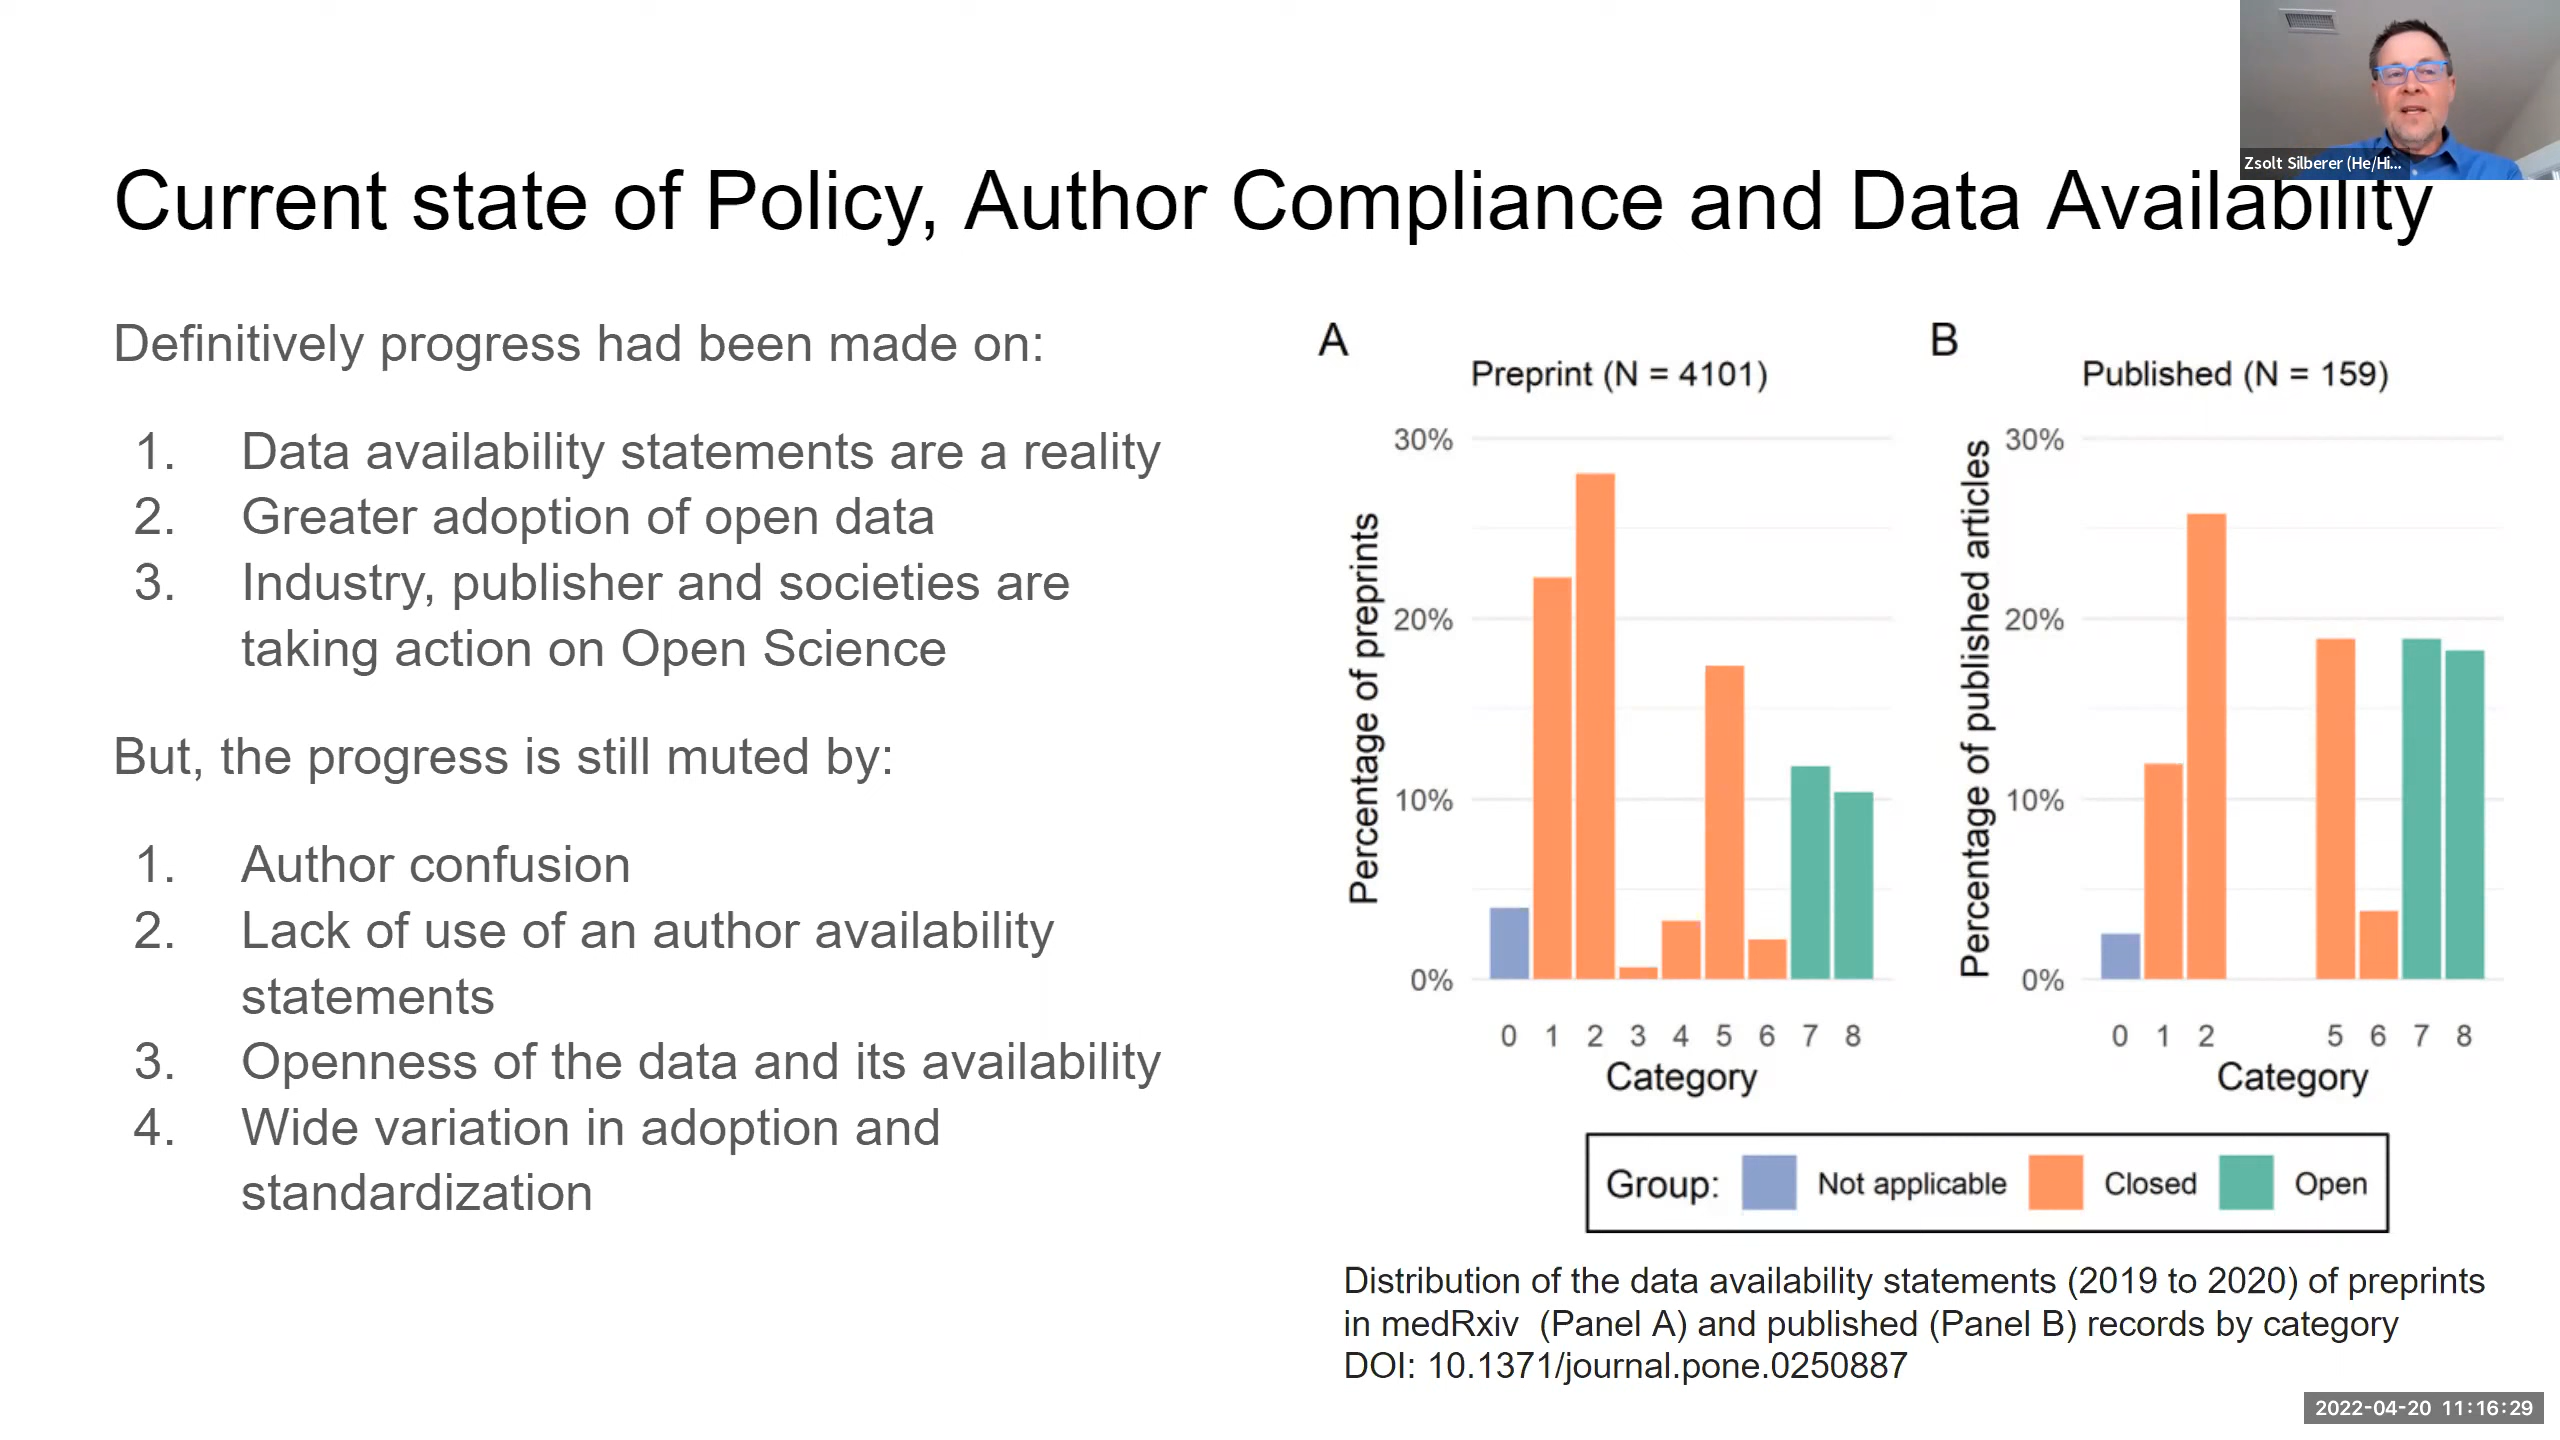 Zsolt Silberer (He/Hi...
Current state of Policy, Author Compliance and Data Availability
Definitively progress had been made on:
1. Data availability statements are a reality
2. Greater adoption of open data
3. Industry, publisher and societies are
taking action on Open Science
But, the progress is still muted by:
1. Author confusion
2. Lack of use of an author availability
statements
3. Openness of the data and its availability
4. Wide variation in adoption and
standardization
A
Preprint (N = 4101)
Percentage of preprints
30%
20%
10%
0%
0 1 2 3 4 5 6 7 8
Category
B
Published (N = 159)
Percentage of published articles
30%
20%
10%
0%
0 1 2 5 6 7 8
Category
Group: Not applicable Closed Open
Distribution of the data availability statements (2019 to 2020) of preprints
in medRxiv (Panel A) and published (Panel B) records by category
DOI: 10.1371/journal.pone.0250887
2022-04-20 11:16:29